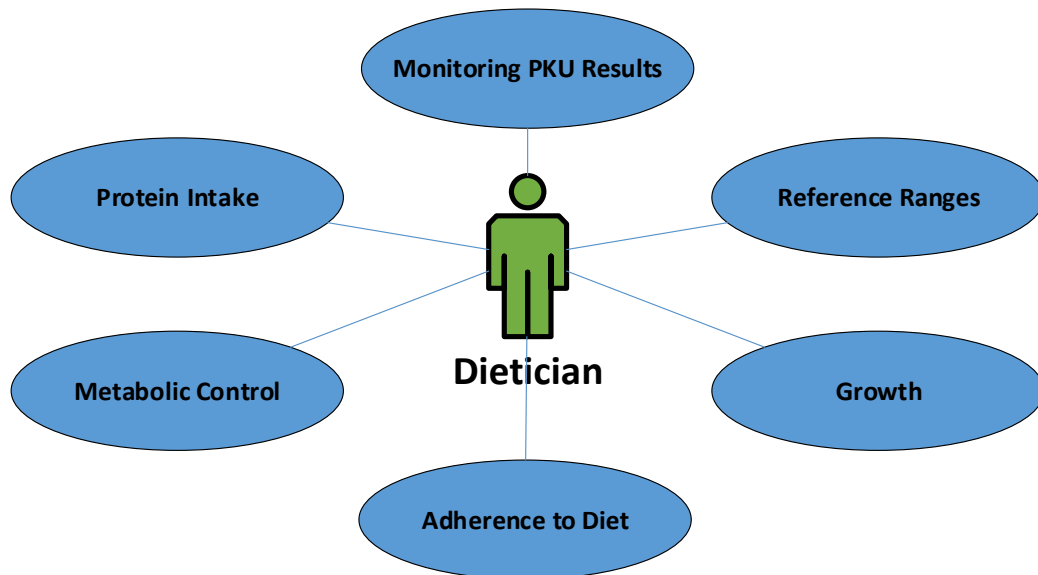 Monitoring PKU Results
Protein Intake
Reference Ranges
Dietician
Metabolic Control
Growth
Adherence to Diet